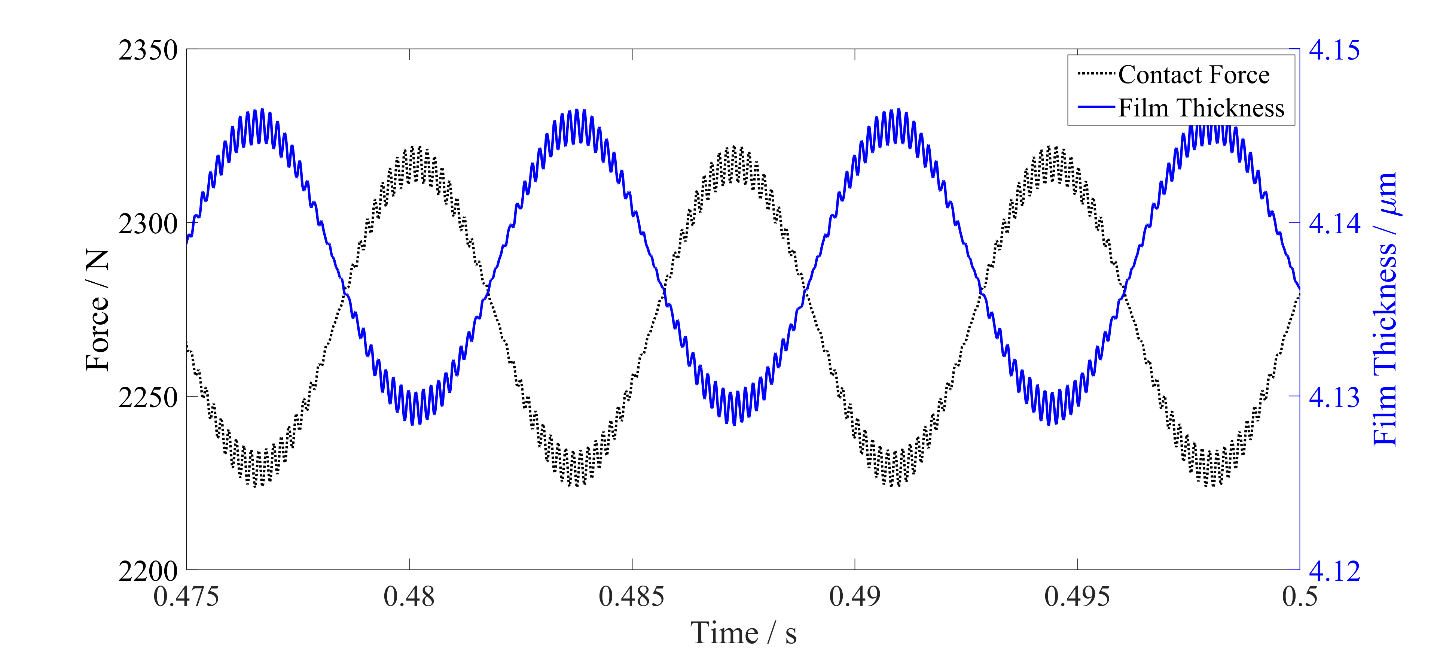 2350
2300
2250
2200
Force / N
4.15
4.14
4.13
4.12
Film Thickness / μm
Contact Force
Film Thickness
0.475 0.48 0.485 0.49 0.495 0.5
Time / s